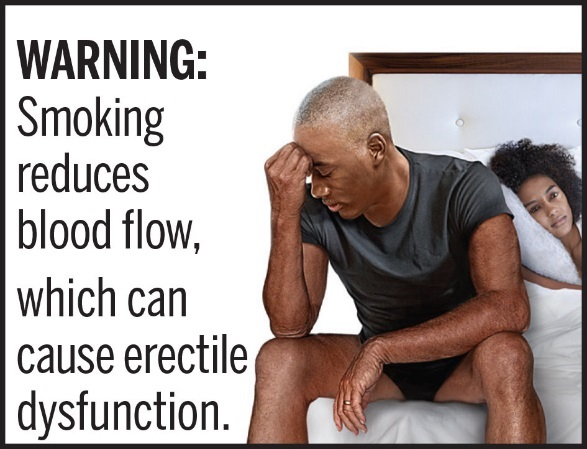 WARNING:
Smoking
reduces
blood flow,
which can
cause erectile
dysfunction.